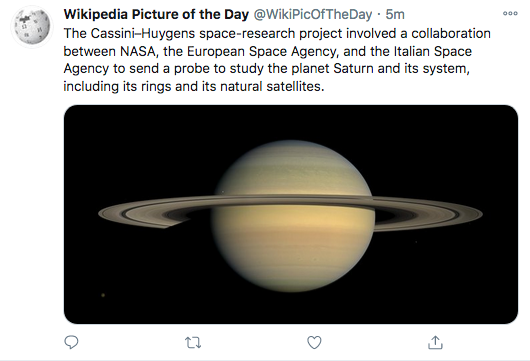 Wikipedia Picture of the Day @WikiPicOfTheDay · 5m
The Cassini–Huygens space-research project involved a collaboration
between NASA, the European Space Agency, and the Italian Space
Agency to send a probe to study the planet Saturn and its system,
including its rings and its natural satellites.